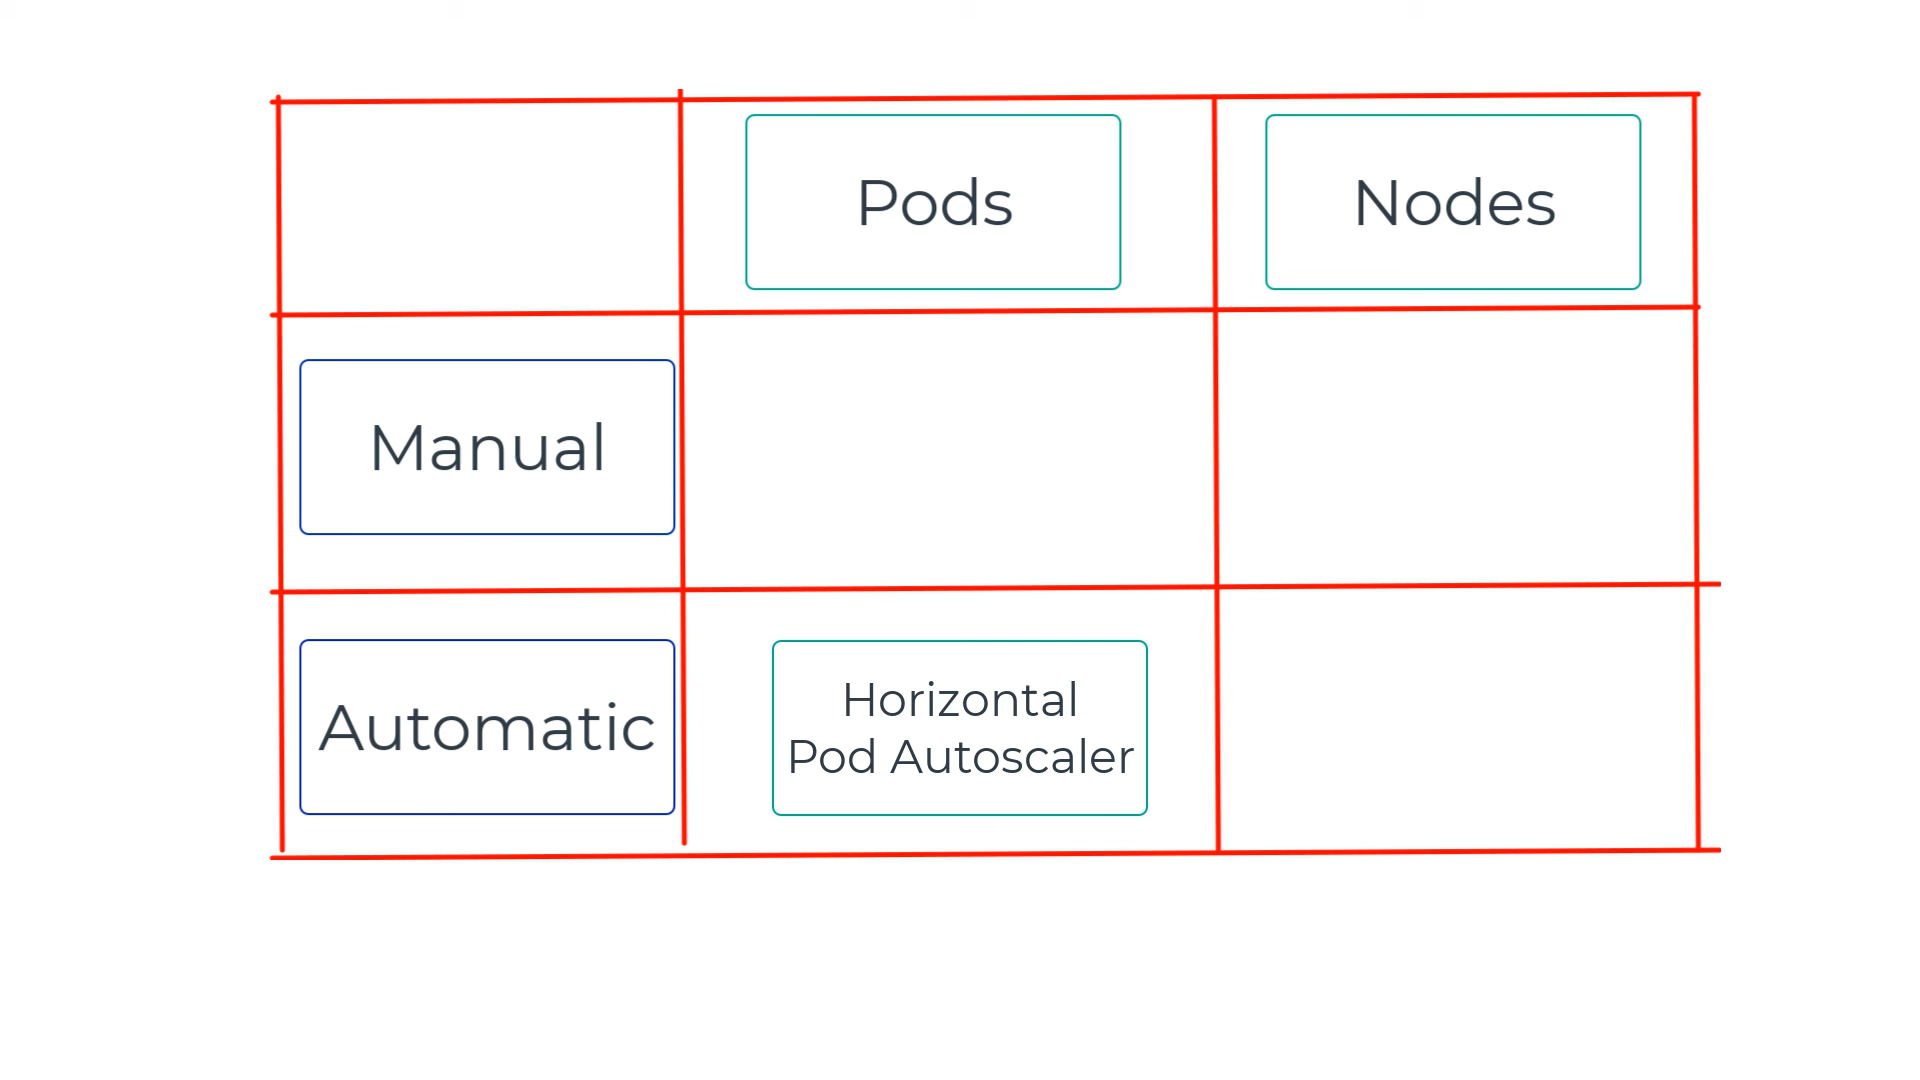 Pods
Nodes
Manual
Automatic
Horizontal
Pod Autoscaler